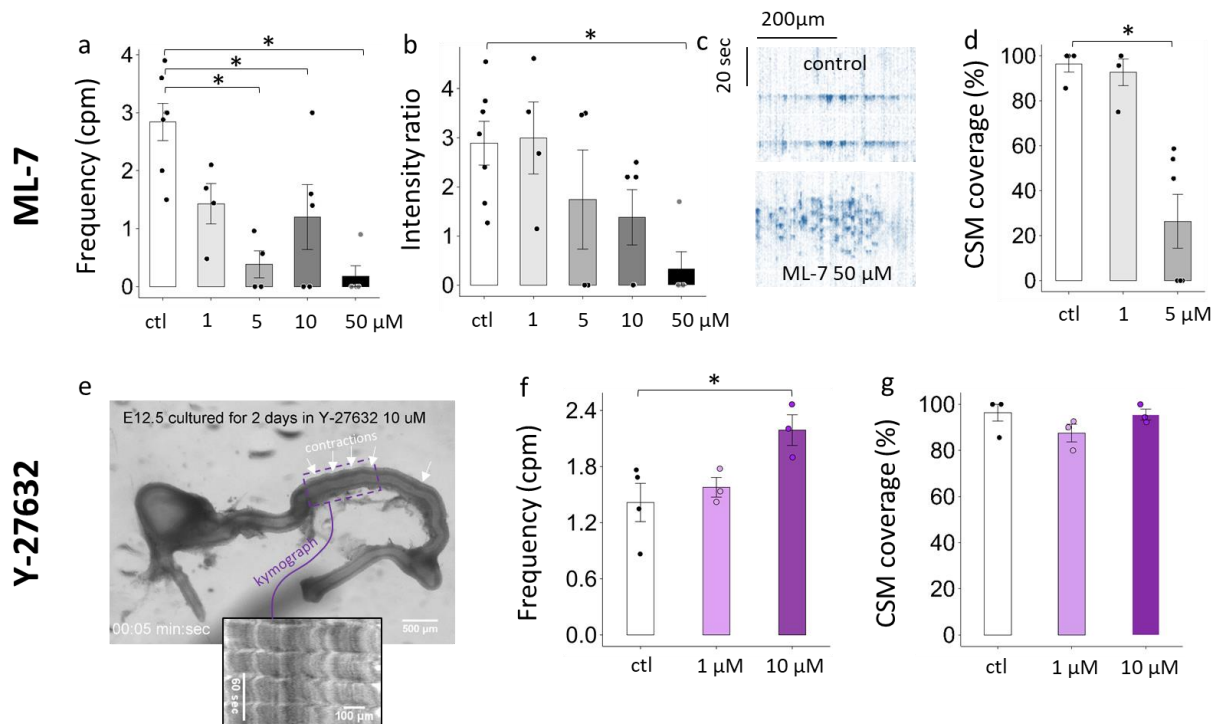 ML-7
a
*
*
*
Frequency (cpm)
4
3
2
1
0
ctl
1
5
10
50 μM
b
*
Intensity ratio
4
3
2
1
0
ctl
1
5
10
50 μM
c
200μm
20 sec
control
ML-7 50 μM
d
*
CSM coverage (%)
100
80
60
40
20
0
ctl
1
5 μM
Y-27632
e
E12.5 cultured for 2 days in Y-27632 10 uM
contractions
kymograph
00:05 min:sec
500 μm
60 sec
100 μm
f
*
Frequency (cpm)
2.4
1.8
1.2
0.6
0.0
ctl
1 μM
10 μM
g
CSM coverage (%)
100
80
60
40
20
0
ctl
1 μM
10 μM